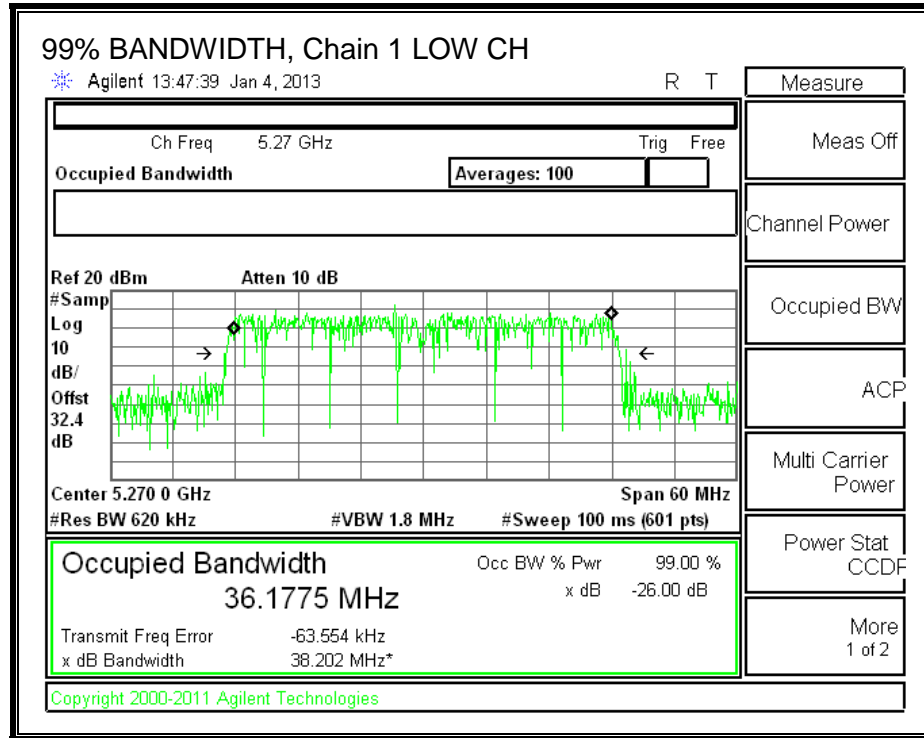 99% BANDWIDTH, Chain 1 LOW CH
Agilent 13:47:39 Jan 4, 2013 R T
Measure
Ch Freq 5.27 GHz Trig Free
Occupied Bandwidth Averages: 100
Meas Off
Channel Power
Occupied BW
ACP
Multi Carrier
Power
Power Stat
CCDF
More
1 of 2
Ref 20 dBm Atten 10 dB
#Samp
Log
10
dB/
Offst
32.4
dB
Center 5.270 0 GHz Span 60 MHz
#Res BW 620 kHz #VBW 1.8 MHz #Sweep 100 ms (601 pts)
Occupied Bandwidth Occ BW % Pwr 99.00 %
36.1775 MHz x dB -26.00 dB
Transmit Freq Error -63.554 kHz
x dB Bandwidth 38.202 MHz*
Copyright 2000-2011 Agilent Technologies